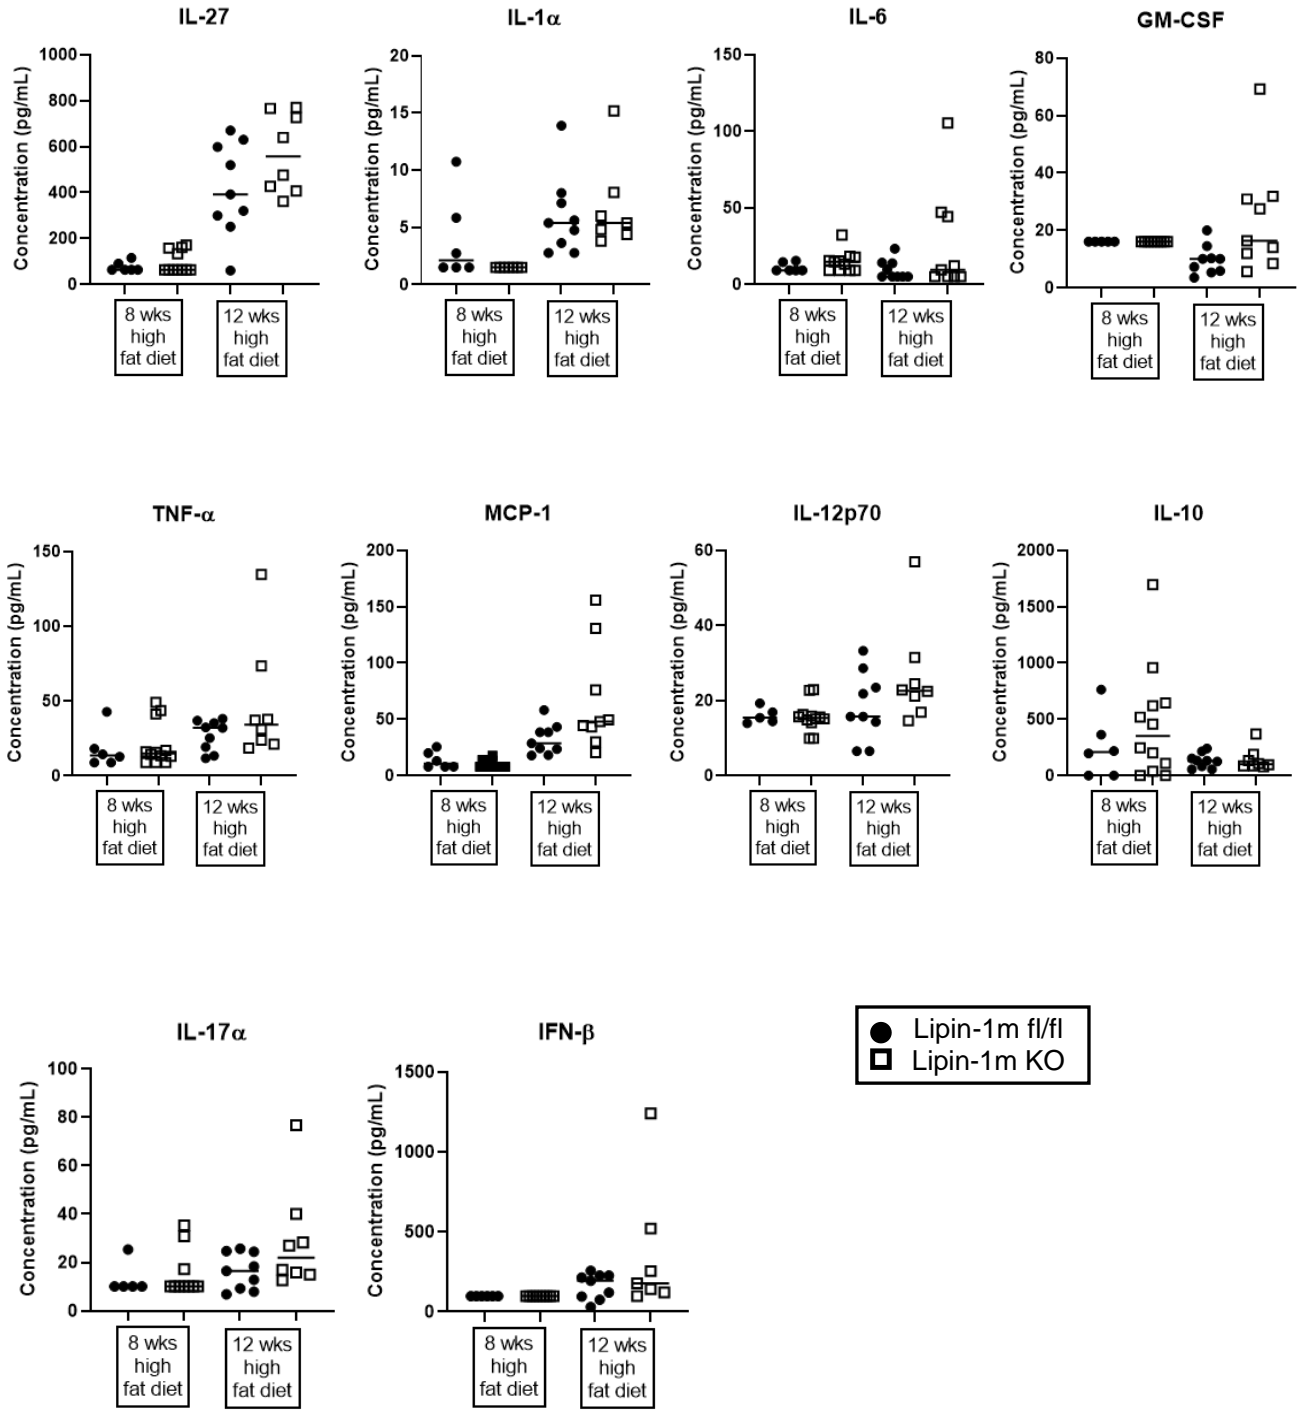 IL-27
Concentration (pg/mL)
1000
800
600
400
200
0
8 wks
high
fat diet
12 wks
high
fat diet
IL-1α
Concentration (pg/mL)
20
15
10
5
0
8 wks
high
fat diet
12 wks
high
fat diet
IL-6
Concentration (pg/mL)
150
100
50
0
8 wks
high
fat diet
12 wks
high
fat diet
GM-CSF
Concentration (pg/mL)
80
60
40
20
0
8 wks
high
fat diet
12 wks
high
fat diet
TNF-α
Concentration (pg/mL)
150
100
50
0
8 wks
high
fat diet
12 wks
high
fat diet
MCP-1
Concentration (pg/mL)
200
150
100
50
0
8 wks
high
fat diet
12 wks
high
fat diet
IL-12p70
Concentration (pg/mL)
60
40
20
0
8 wks
high
fat diet
12 wks
high
fat diet
IL-10
Concentration (pg/mL)
2000
1500
1000
500
0
8 wks
high
fat diet
12 wks
high
fat diet
IL-17α
Concentration (pg/mL)
100
80
60
40
20
0
8 wks
high
fat diet
12 wks
high
fat diet
IFN-β
Concentration (pg/mL)
1500
1000
500
0
8 wks
high
fat diet
12 wks
high
fat diet
Lipin-1m fl/fl
Lipin-1m KO